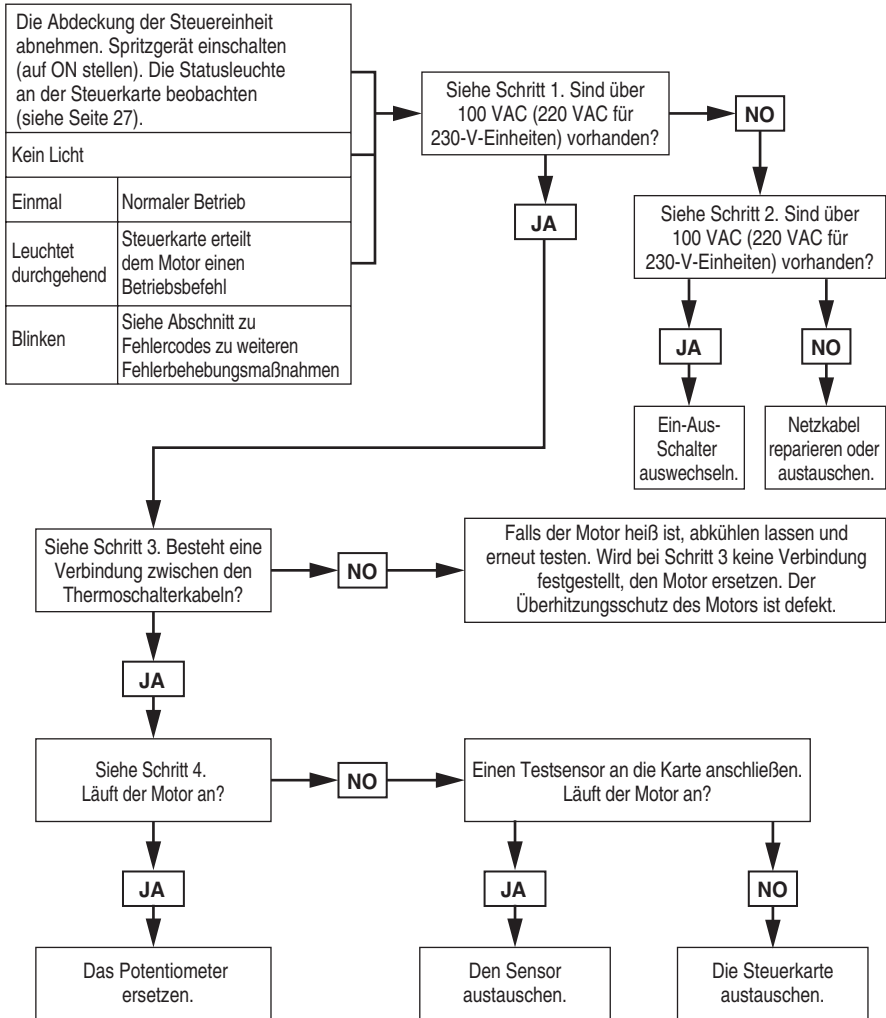 Die Abdeckung der Steuereinheit
abnehmen. Spritzgerät einschalten
(auf ON stellen). Die Statusleuchte
an der Steuerkarte beobachten
(siehe Seite 27).
Kein Licht
Einmal
Normaler Betrieb
Leuchtet
durchgehend
Steuerkarte erteilt
dem Motor einen
Betriebsbefehl
Blinken
Siehe Abschnitt zu
Fehlercodes zu weiteren
Fehlerbehebungsmaßnahmen
Siehe Schritt 1. Sind über
100 VAC (220 VAC für
230-V-Einheiten) vorhanden?
NO
JA
Siehe Schritt 2. Sind über
100 VAC (220 VAC für
230-V-Einheiten) vorhanden?
JA
NO
Ein-Aus-
Schalter
auswechseln.
Netzkabel
reparieren oder
austauschen.
Siehe Schritt 3. Besteht eine
Verbindung zwischen den
Thermoschalterkabeln?
NO
Falls der Motor heiß ist, abkühlen lassen und
erneut testen. Wird bei Schritt 3 keine Verbindung
festgestellt, den Motor ersetzen. Der
Überhitzungsschutz des Motors ist defekt.
JA
Siehe Schritt 4.
Läuft der Motor an?
NO
Einen Testsensor an die Karte anschließen.
Läuft der Motor an?
JA
JA
NO
Das Potentiometer
ersetzen.
Den Sensor
austauschen.
Die Steuerkarte
austauschen.